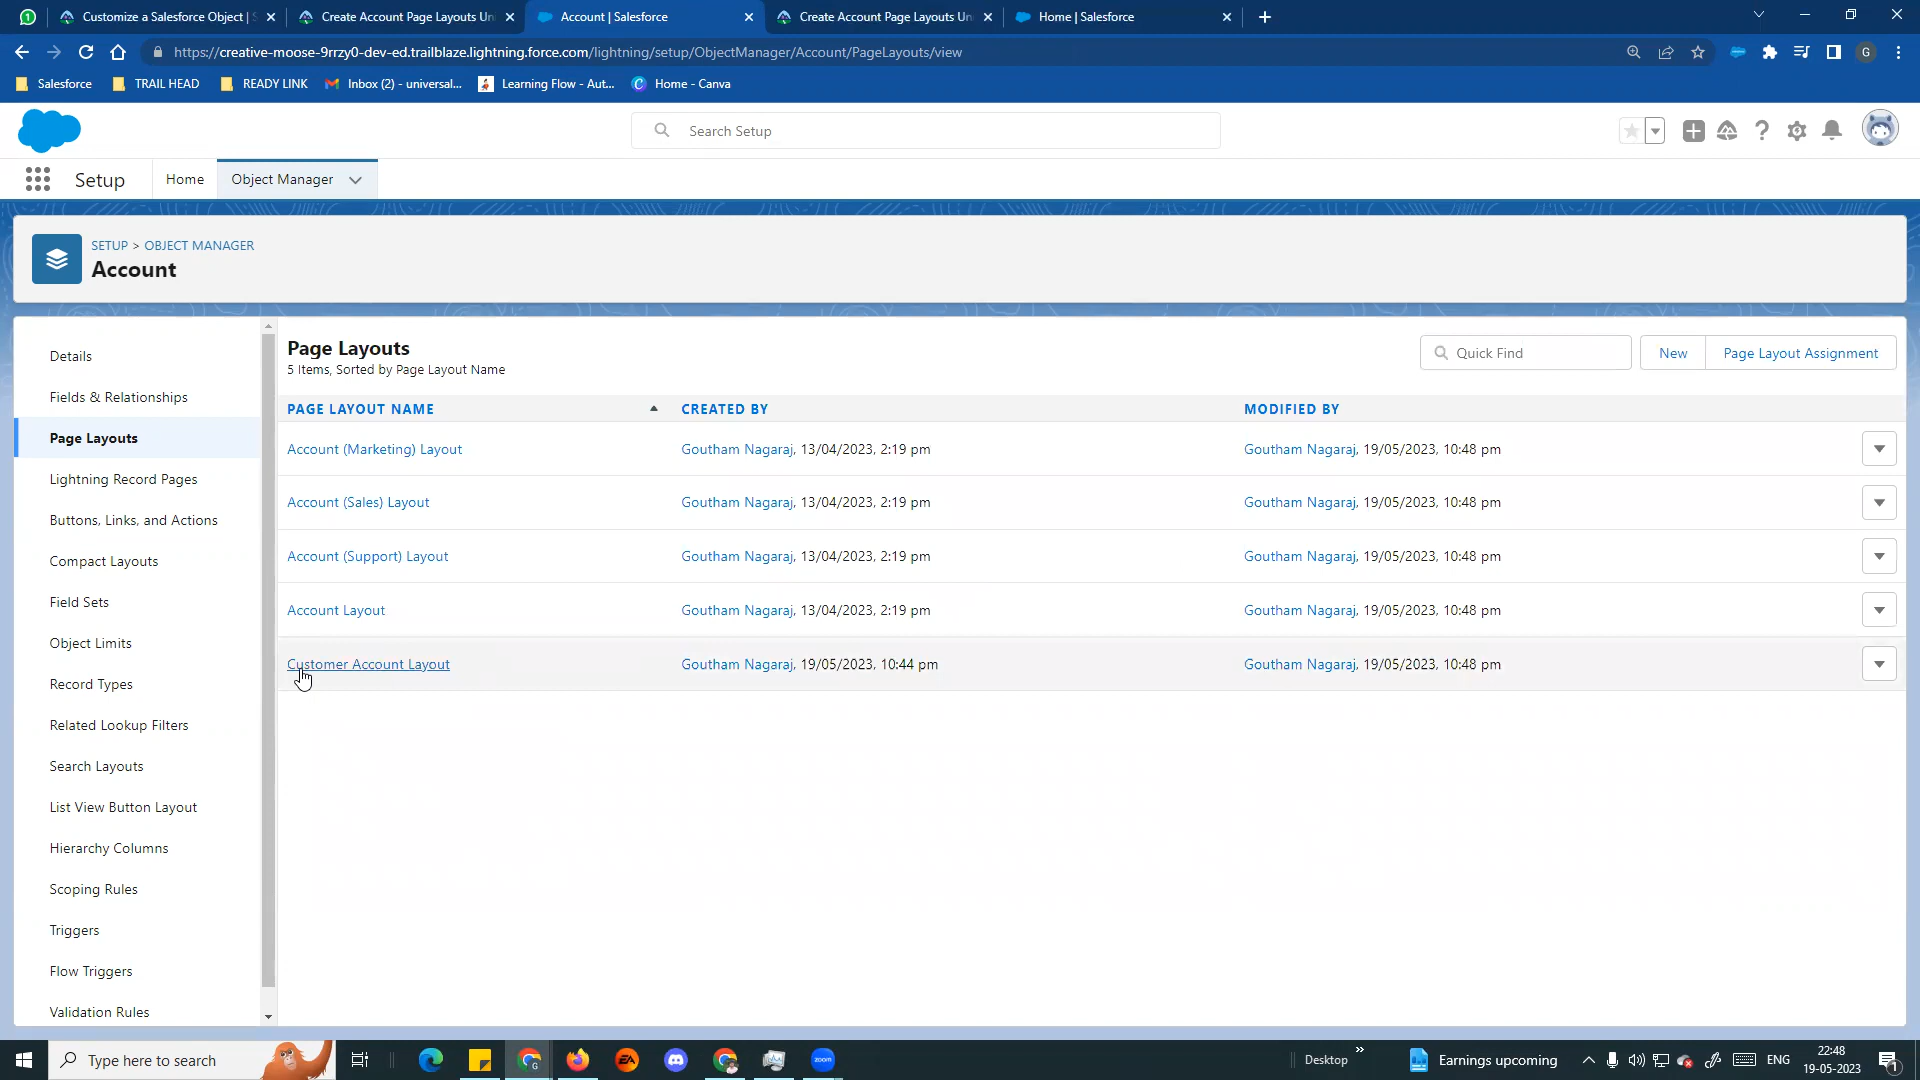 1
Customize a Salesforce Object | S
Create Account Page Layouts Un
Account | Salesforce
Create Account Page Layouts Un
Home | Salesforce
https://creative-moose-9rrzy0-dev-ed.trailblaze.lightning.force.com/lightning/setup/ObjectManager/Account/PageLayouts/view
G
Salesforce
TRAIL HEAD
READY LINK
Inbox (2) - universal...
Learning Flow - Aut...
Home - Canva
Search Setup
Setup
Home
Object Manager
SETUP > OBJECT MANAGER
Account
Details
Fields & Relationships
Page Layouts
Lightning Record Pages
Buttons, Links, and Actions
Compact Layouts
Field Sets
Object Limits
Record Types
Related Lookup Filters
Search Layouts
List View Button Layout
Hierarchy Columns
Scoping Rules
Triggers
Flow Triggers
Validation Rules
Page Layouts
5 Items, Sorted by Page Layout Name
Quick Find
New
Page Layout Assignment
PAGE LAYOUT NAME CREATED BY MODIFIED BY
Account (Marketing) Layout Goutham Nagaraj, 13/04/2023, 2:19 pm Goutham Nagaraj, 19/05/2023, 10:48 pm
Account (Sales) Layout Goutham Nagaraj, 13/04/2023, 2:19 pm Goutham Nagaraj, 19/05/2023, 10:48 pm
Account (Support) Layout Goutham Nagaraj, 13/04/2023, 2:19 pm Goutham Nagaraj, 19/05/2023, 10:48 pm
Account Layout Goutham Nagaraj, 13/04/2023, 2:19 pm Goutham Nagaraj, 19/05/2023, 10:48 pm
Customer Account Layout Goutham Nagaraj, 19/05/2023, 10:44 pm Goutham Nagaraj, 19/05/2023, 10:48 pm
Type here to search
EA
zoom
Desktop
Earnings upcoming
ENG
22:48
19-05-2023
1